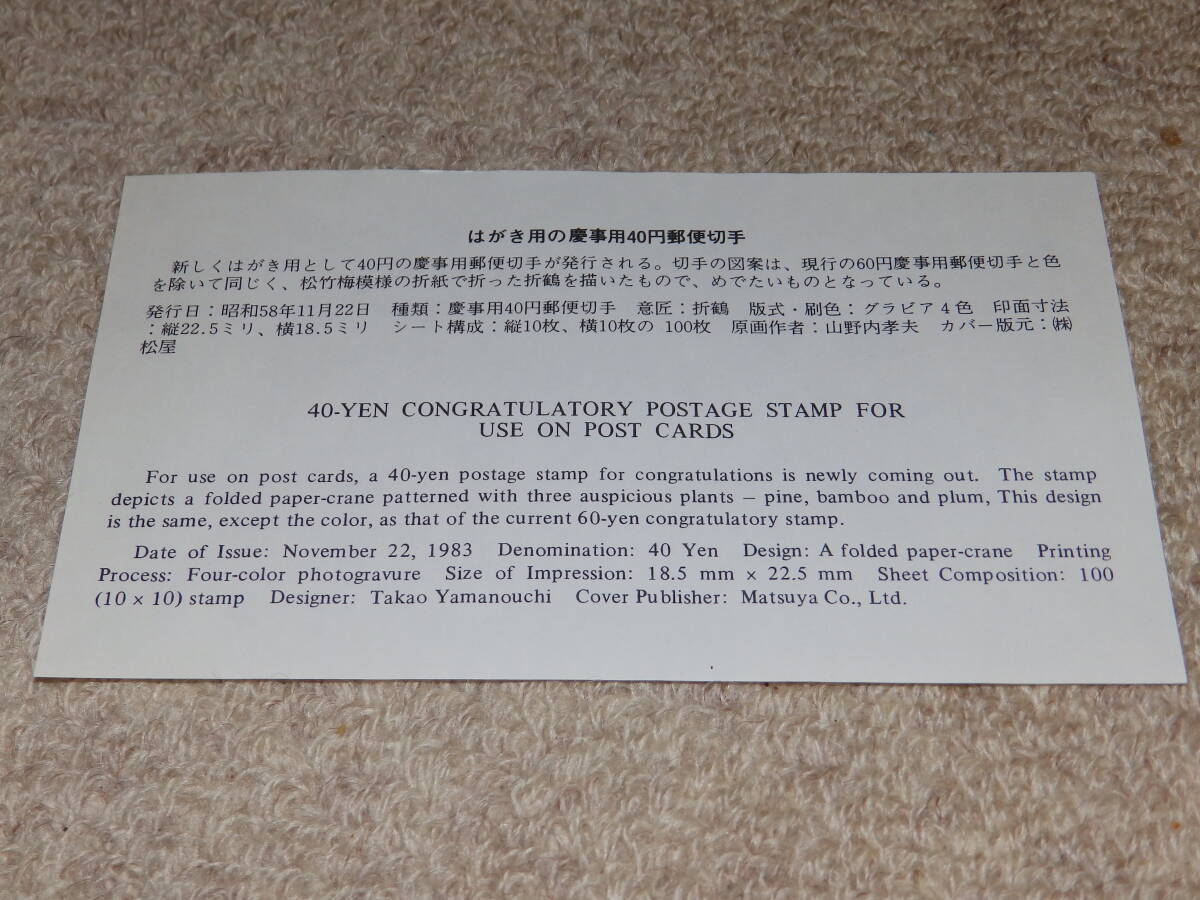 はがき用の慶事用40円郵便切手
新しくはがき用として40円の慶事用郵便切手が発行される。切手の図案は、現行の60円慶事用郵便切手と色
を除いて同じく、松竹梅模様の折紙で折った折鶴を描いたもので、めでたいものとなっている。
発行日：昭和58年11月22日　種類：慶事用40円郵便切手　意匠：折鶴　版式・刷色：グラビア４色　印面寸法
：縦22.5ミリ、横18.5ミリ　シート構成：縦10枚、横10枚の 100枚　原画作者：山野内孝夫　カバー版元：㈱
松屋
40-YEN CONGRATULATORY POSTAGE STAMP FOR
USE ON POST CARDS
For use on post cards, a 40-yen postage stamp for congratulations is newly coming out. The stamp
depicts a folded paper-crane patterned with three auspicious plants – pine, bamboo and plum, This design
is the same, except the color, as that of the current 60-yen congratulatory stamp.
Date of Issue: November 22, 1983 Denomination: 40 Yen Design: A folded paper-crane Printing
Process: Four-color photogravure Size of Impression: 18.5 mm × 22.5 mm Sheet Composition: 100
(10 × 10) stamp Designer: Takao Yamanouchi Cover Publisher: Matsuya Co., Ltd.